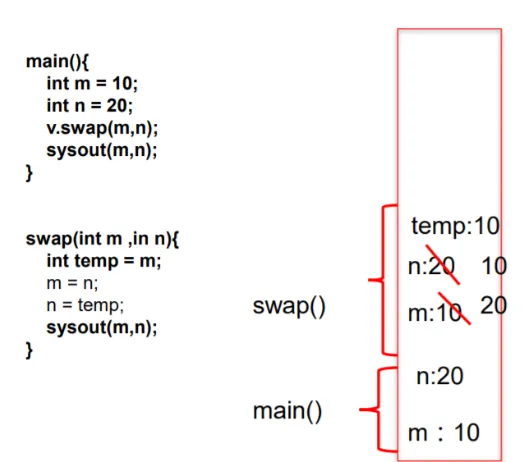 main(){
int m = 10;
int n = 20;
v.swap(m,n);
sysout(m,n);
}
swap(int m ,in n){
int temp = m;
m = n;
n = temp;
sysout(m,n);
}
swap()
main()
temp:10
n:20 10
m:10 20
n:20
m：10